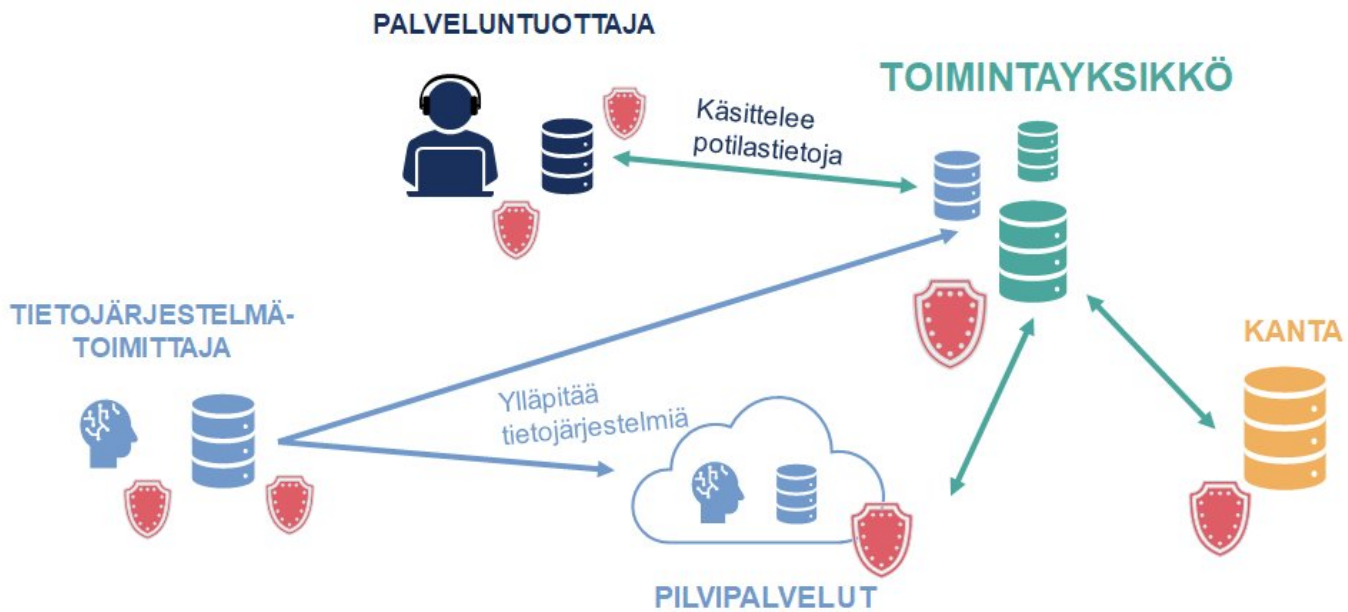 PALVELUNTUOTTAJA
TOIMINTAYKSIKKÖ
Käsittelee
potilastietoja
TIETOJÄRJESTELMÄ-
TOIMITTAJA
KANTA
Ylläpitää
tietojärjestelmiä
PILVIPALVELUT